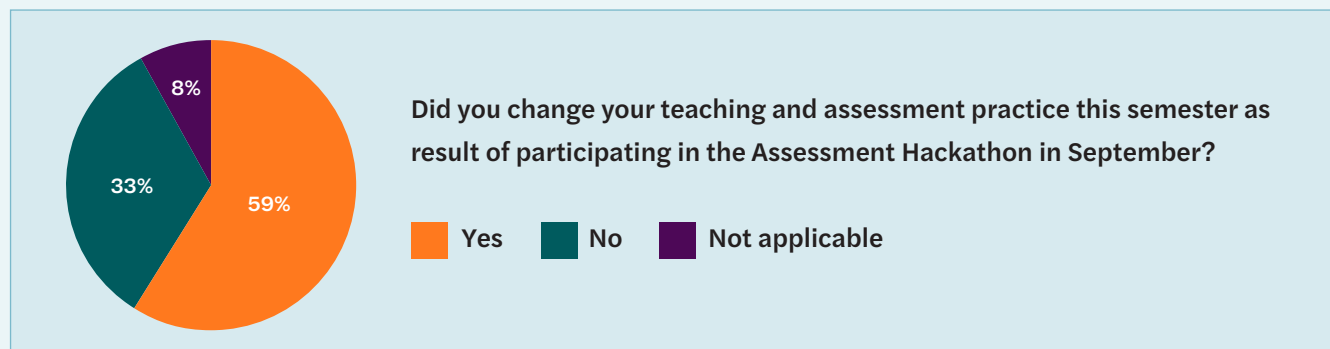 8%
33%
59%
Did you change your teaching and assessment practice this semester as
result of participating in the Assessment Hackathon in September?
Yes No Not applicable